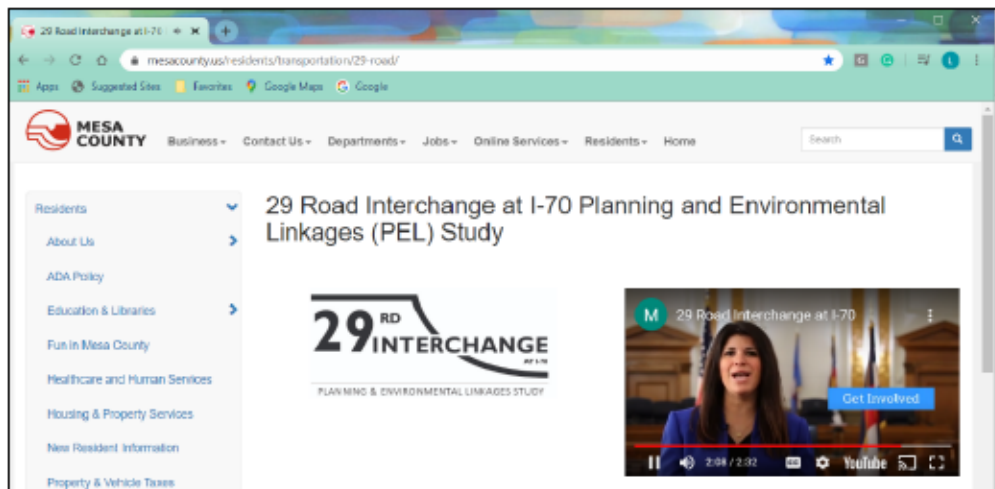 29 Road Interchange at I-70
mesacounty.us/residents/transportation/29-road/
Apps Suggested Sites Favorites Google Maps Google
MESA
COUNTY
Business Contact Us Departments Jobs Online Services Residents Home
Search
Residents
About Us
ADA Policy
Education & Libraries
Fun in Mesa County
Healthcare and Human Services
Housing & Property Services
New Resident Information
Property & Vehicle Taxes
29 Road Interchange at I-70 Planning and Environmental
Linkages (PEL) Study
29 RD
INTERCHANGE
AT I-70
PLANNING & ENVIRONMENTAL LINKAGES STUDY
M 29 Road Interchange at I-70
Get Involved
2:08 / 2:32 YouTube